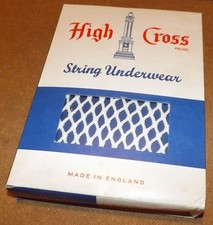 High Cross
String Underwear
MADE IN ENGLAND